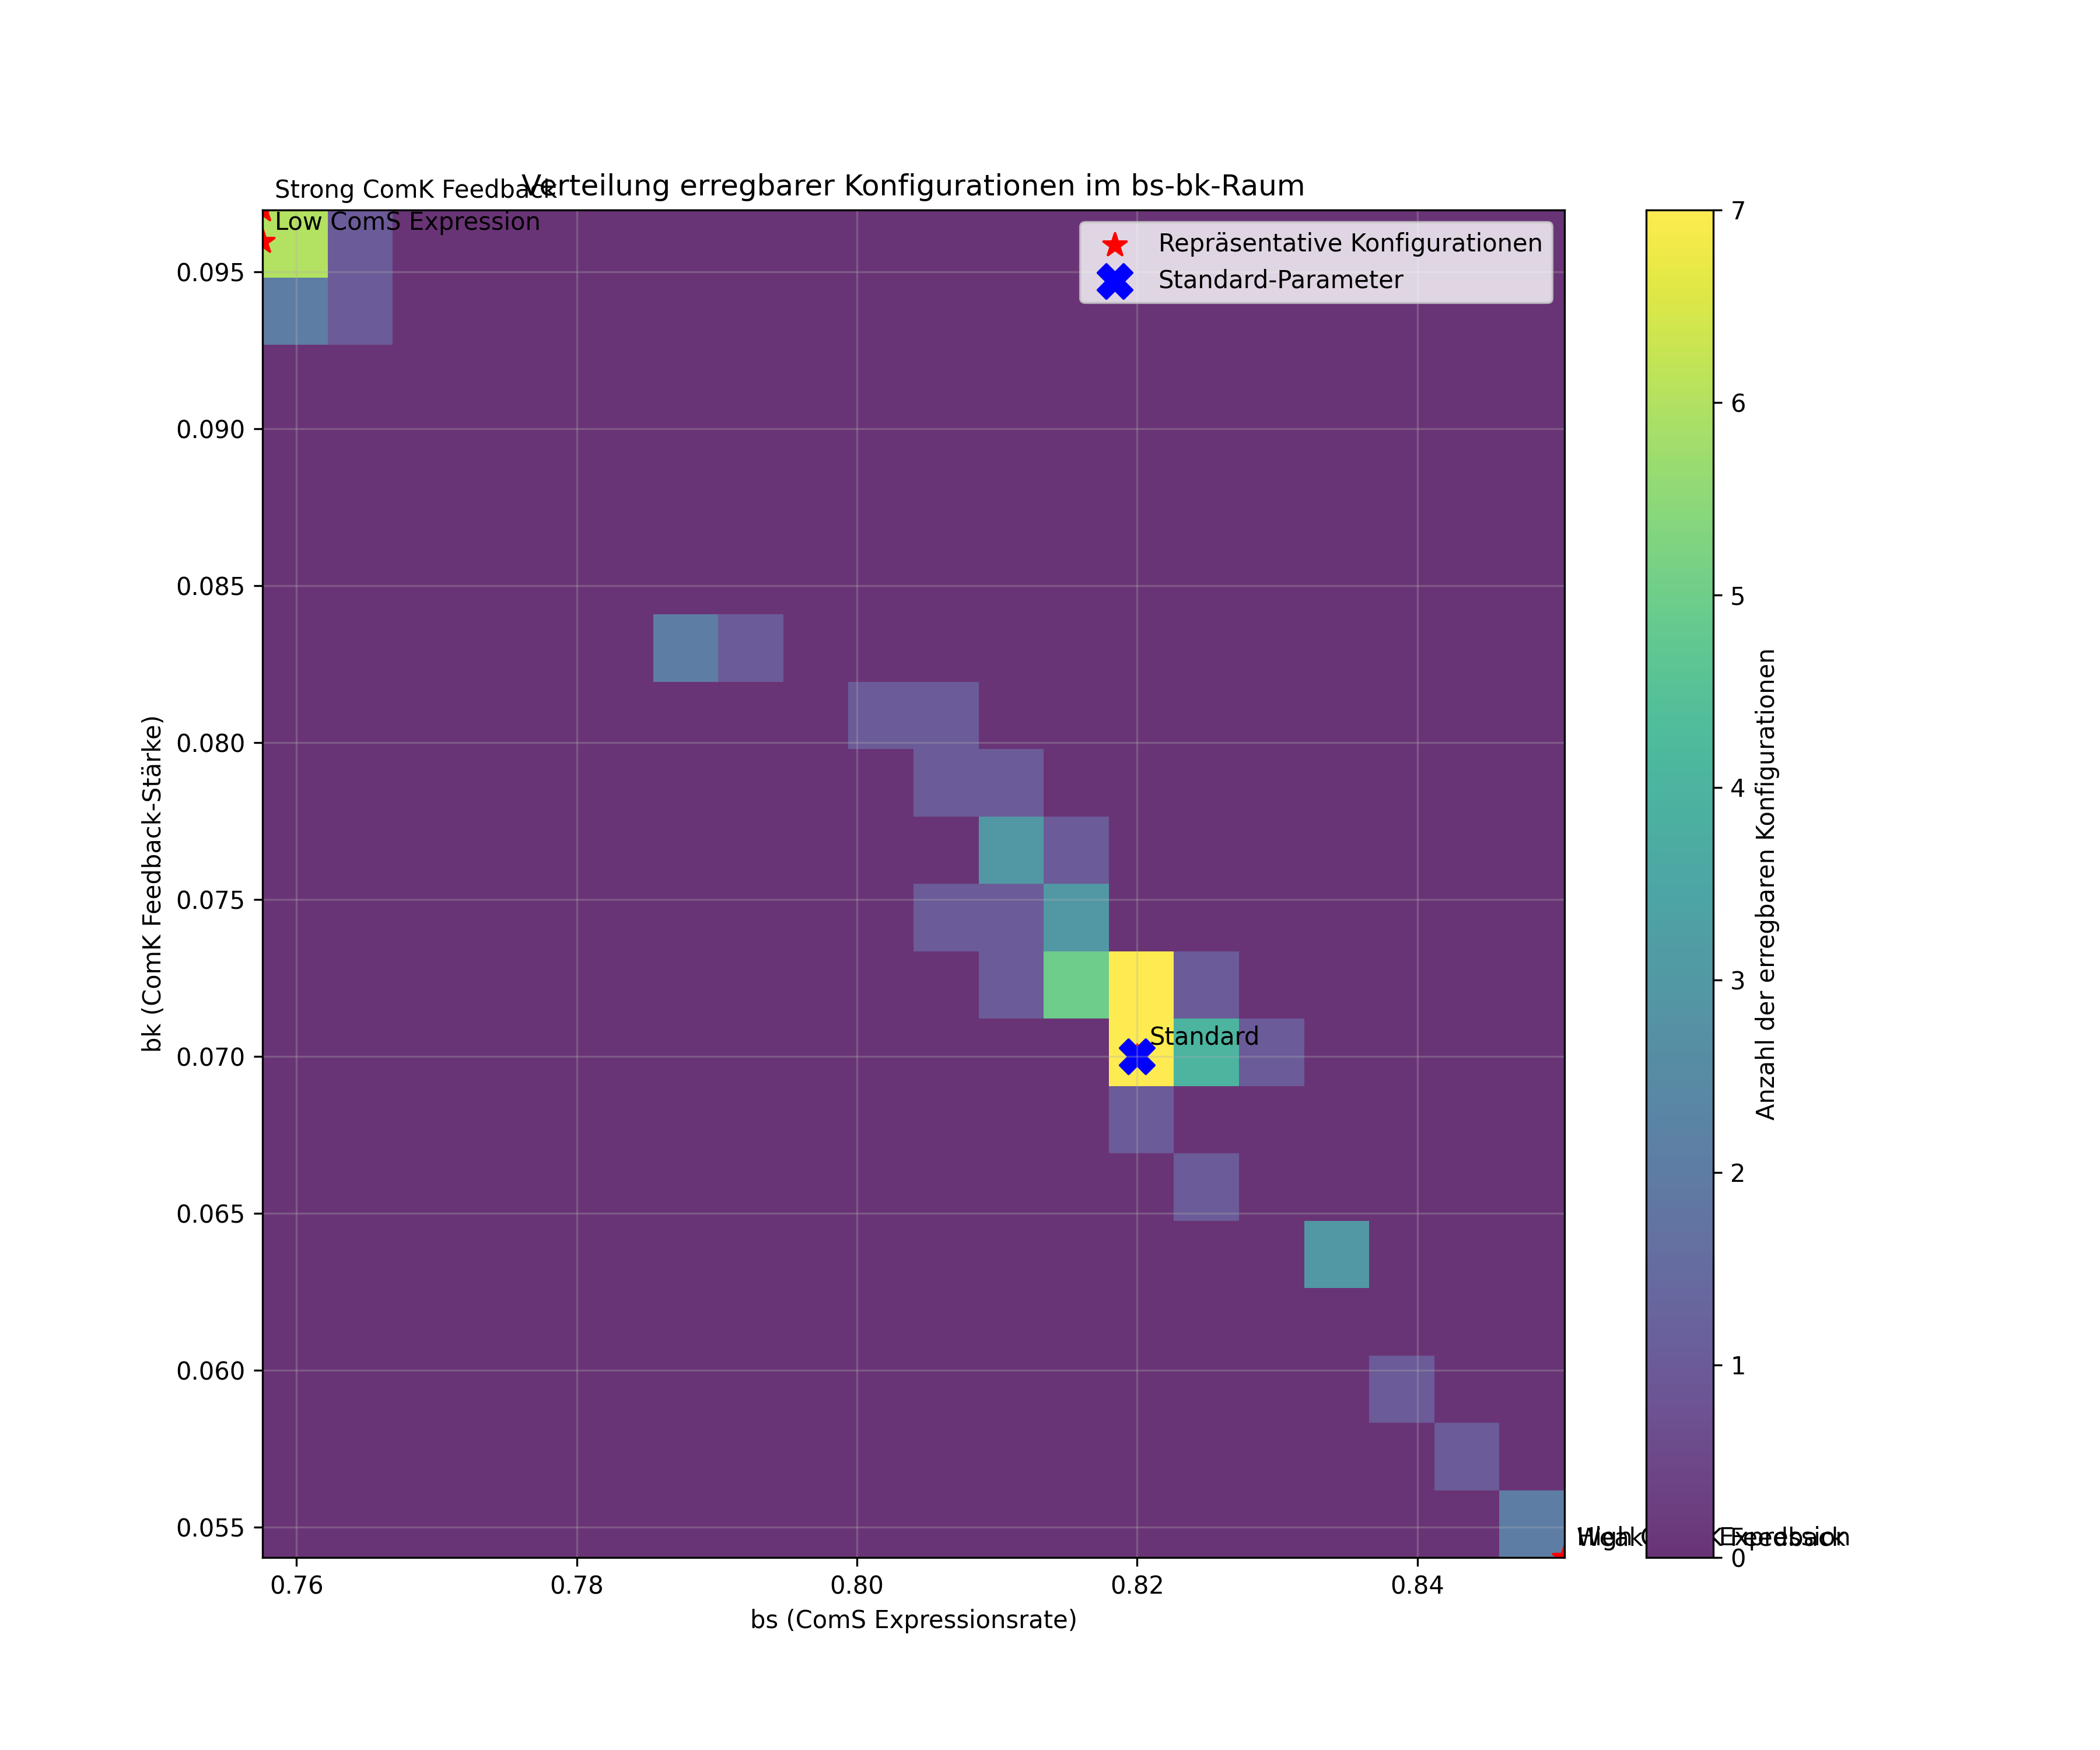 Strong ComK Feedback
Verteilung erregbarer Konfigurationen im bs-bk-Raum
Low ComS Expression
Repräsentative Konfigurationen
Standard-Parameter
0.095
0.090
0.085
0.080
0.075
0.070
0.065
0.060
0.055
bk (ComK Feedback-Stärke)
Standard
0.76
0.78
0.80
0.82
0.84
bs (ComS Expressionsrate)
7
6
5
4
3
2
1
0
Anzahl der erregbaren Konfigurationen